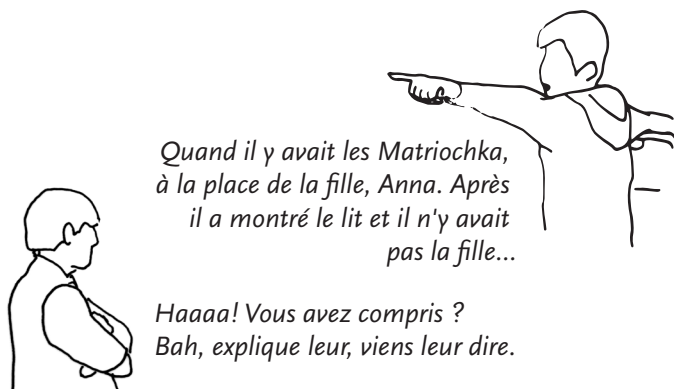 Quand il y avait les Matriochka,
à la place de la fille, Anna. Après
il a montré le lit et il n'y avait
pas la fille...
Haaaa! Vous avez compris ?
Bah, explique leur, viens leur dire.